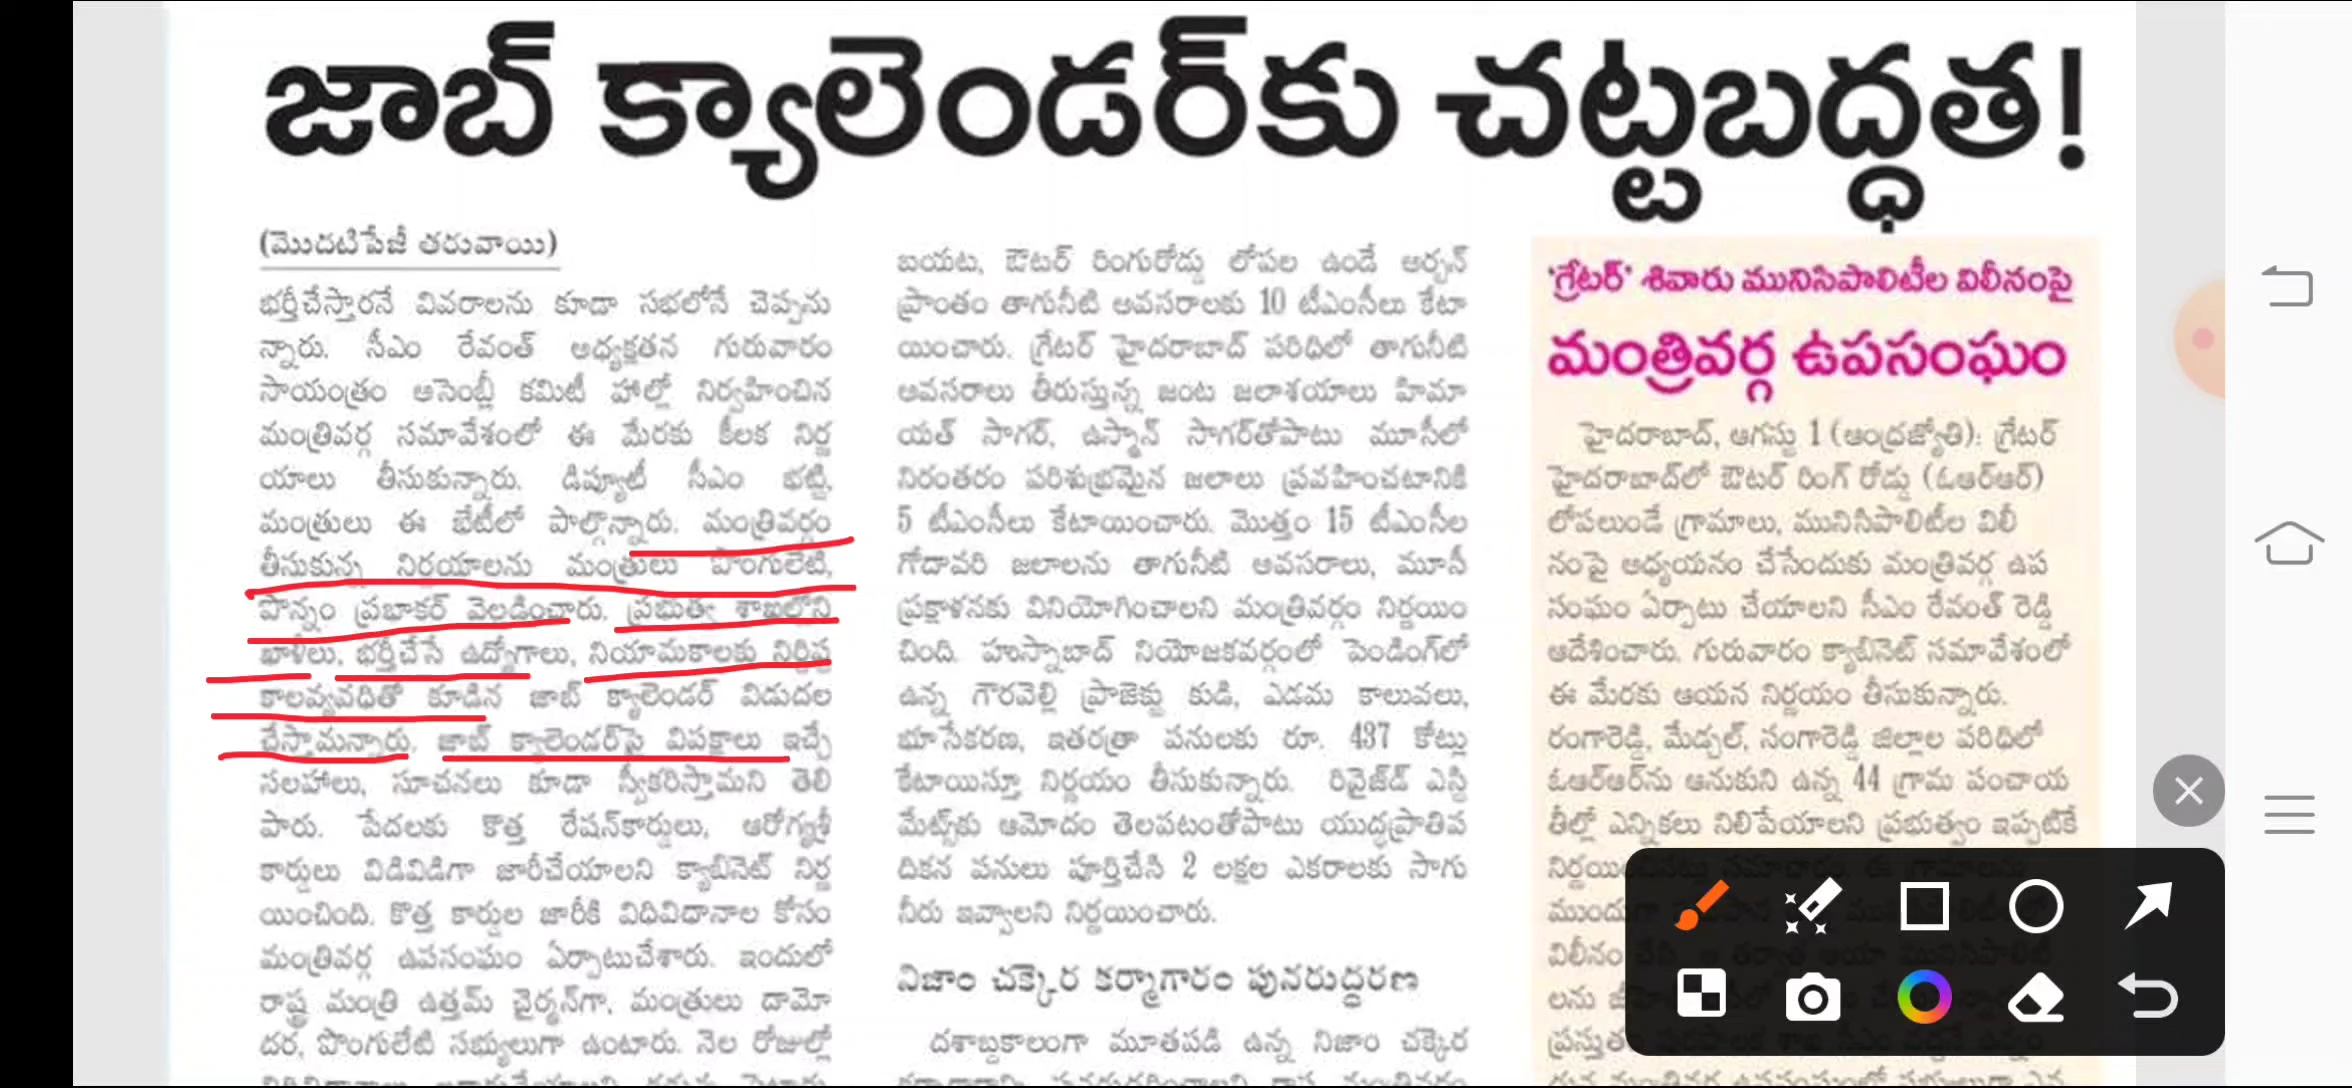 జాబ్ క్యాలెండర్‌కు చట్టబద్ధత!
(మొదటిపేజీ తరువాయి)
భర్తీచేస్తారనే వివరాలను కూడా సభలోనే చెప్పను
న్నారు. సీఎం రేవంత్ అధ్యక్షతన గురువారం
సాయంత్రం అసెంబ్లీ కమిటీ హాల్లో నిర్వహించిన
మంత్రివర్గ సమావేశంలో ఈ మేరకు కీలక నిర్ణ
యాలు తీసుకున్నారు. డిప్యూటీ సీఎం భట్టి,
మంత్రులు ఈ భేటీలో పాల్గొన్నారు. మంత్రివర్గం
తీసుకున్న నిర్ణయాలను మంత్రులు పొంగులేటి,
పొన్నం ప్రభాకర్ వెల్లడించారు. ప్రభుత్వ శాఖల్లోని
ఖాళీలు, భర్తీచేసే ఉద్యోగాలు, నియామకాలకు నిర్దిష్ట
కాలవ్యవధితో కూడిన జాబ్ క్యాలెండర్ విడుదల
చేస్తామన్నారు. జాబ్ క్యాలెండర్‌పై విపక్షాలు ఇచ్చే
సలహాలు, సూచనలు కూడా స్వీకరిస్తామని తెలి
పారు. పేదలకు కొత్త రేషన్‌కార్డులు, ఆరోగ్యశ్రీ
కార్డులు విడివిడిగా జారీచేయాలని క్యాబినెట్ నిర్ణ
యించింది. కొత్త కార్డుల జారీకి విధివిధానాల కోసం
మంత్రివర్గ ఉపసంఘం ఏర్పాటుచేశారు. ఇందులో
రాష్ట్ర మంత్రి ఉత్తమ్ చైర్మన్‌గా, మంత్రులు దామో
దర, పొంగులేటి సభ్యులుగా ఉంటారు. నెల రోజుల్లో
బయట, ఔటర్ రింగురోడ్డు లోపల ఉండే అర్బన్
ప్రాంతం తాగునీటి అవసరాలకు 10 టీఎంసీలు కేటా
యించారు. గ్రేటర్ హైదరాబాద్ పరిధిలో తాగునీటి
అవసరాలు తీరుస్తున్న జంట జలాశయాలు హిమా
యత్ సాగర్, ఉస్మాన్ సాగర్‌తోపాటు మూసీలో
నిరంతరం పరిశుభ్రమైన జలాలు ప్రవహించటానికి
5 టీఎంసీలు కేటాయించారు. మొత్తం 15 టీఎంసీల
గోదావరి జలాలను తాగునీటి అవసరాలు, మూసీ
ప్రక్షాళనకు వినియోగించాలని మంత్రివర్గం నిర్ణయిం
చింది. హుస్నాబాద్ నియోజకవర్గంలో పెండింగ్‌లో
ఉన్న గౌరవెల్లి ప్రాజెక్టు కుడి, ఎడమ కాలువలు,
భూసేకరణ, ఇతరత్రా పనులకు రూ. 437 కోట్లు
కేటాయిస్తూ నిర్ణయం తీసుకున్నారు. రివైజ్‌డ్ ఎస్టి
మేట్స్‌కు ఆమోదం తెలపటంతోపాటు యుద్ధప్రాతిప
దికన పనులు పూర్తిచేసి 2 లక్షల ఎకరాలకు సాగు
నీరు ఇవ్వాలని నిర్ణయించారు.
నిజాం చక్కెర కర్మాగారం పునరుద్ధరణ
దశాబ్దకాలంగా మూతపడి ఉన్న నిజాం చక్కెర
'గ్రేటర్' శివారు మునిసిపాలిటీల విలీనంపై
మంత్రివర్గ ఉపసంఘం
హైదరాబాద్, ఆగస్టు 1 (ఆంధ్రజ్యోతి): గ్రేటర్
హైదరాబాద్‌లో ఔటర్ రింగ్ రోడ్డు (ఓఆర్ఆర్)
లోపలుండే గ్రామాలు, మునిసిపాలిటీల విలీ
నంపై అధ్యయనం చేసేందుకు మంత్రివర్గ ఉప
సంఘం ఏర్పాటు చేయాలని సీఎం రేవంత్ రెడ్డి
ఆదేశించారు. గురువారం క్యాబినెట్ సమావేశంలో
ఈ మేరకు ఆయన నిర్ణయం తీసుకున్నారు.
రంగారెడ్డి, మేడ్చల్, సంగారెడ్డి జిల్లాల పరిధిలో
ఓఆర్ఆర్‌ను ఆనుకుని ఉన్న 44 గ్రామ పంచాయ
తీల్లో ఎన్నికలు నిలిపేయాలని ప్రభుత్వం ఇప్పటికే